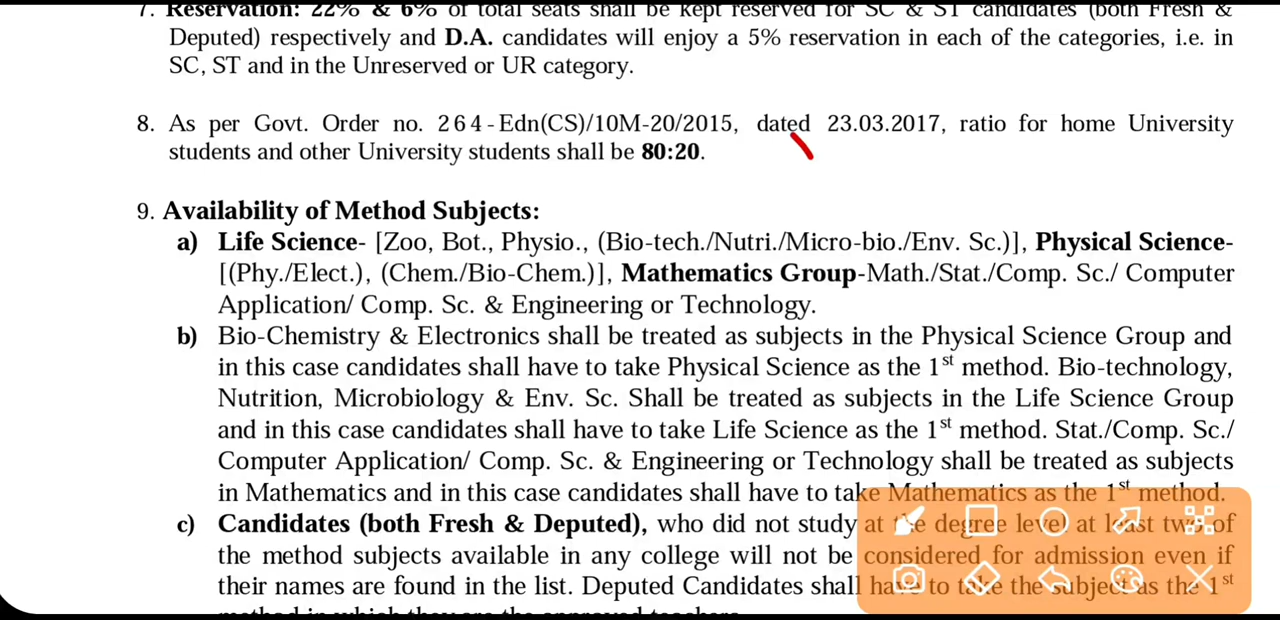 7. Reservation: 22% & 6% of total seats shall be kept reserved for SC & ST candidates (both Fresh &
Deputed) respectively and D.A. candidates will enjoy a 5% reservation in each of the categories, i.e. in
SC, ST and in the Unreserved or UR category.
8. As per Govt. Order no. 264-Edn(CS)/10M-20/2015, dated 23.03.2017, ratio for home University
students and other University students shall be 80:20.
9. Availability of Method Subjects:
a) Life Science- [Zoo, Bot., Physio., (Bio-tech./Nutri./Micro-bio./Env. Sc.)], Physical Science-
[(Phy./Elect.), (Chem./Bio-Chem.)], Mathematics Group-Math./Stat./Comp. Sc./ Computer
Application/ Comp. Sc. & Engineering or Technology.
b) Bio-Chemistry & Electronics shall be treated as subjects in the Physical Science Group and
in this case candidates shall have to take Physical Science as the 1st method. Bio-technology,
Nutrition, Microbiology & Env. Sc. Shall be treated as subjects in the Life Science Group
and in this case candidates shall have to take Life Science as the 1st method. Stat./Comp. Sc./
Computer Application/ Comp. Sc. & Engineering or Technology shall be treated as subjects
in Mathematics and in this case candidates shall have to take Mathematics as the 1st method.
c) Candidates (both Fresh & Deputed), who did not study at the degree level at least two of
the method subjects available in any college will not be considered for admission even if
their names are found in the list. Deputed Candidates shall have to take the subject as the 1st
method in which they are the approved teachers.